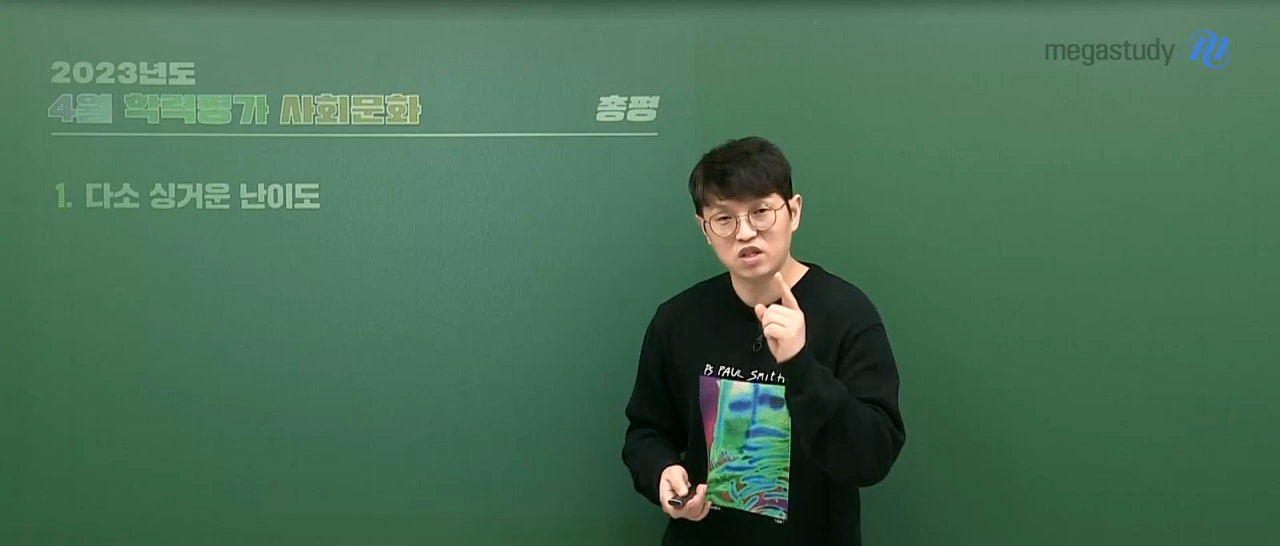 2023년도
4월 학력평가 사회문화 총평
megastudy
1. 다소 싱거운 난이도
PS PAUL Smith